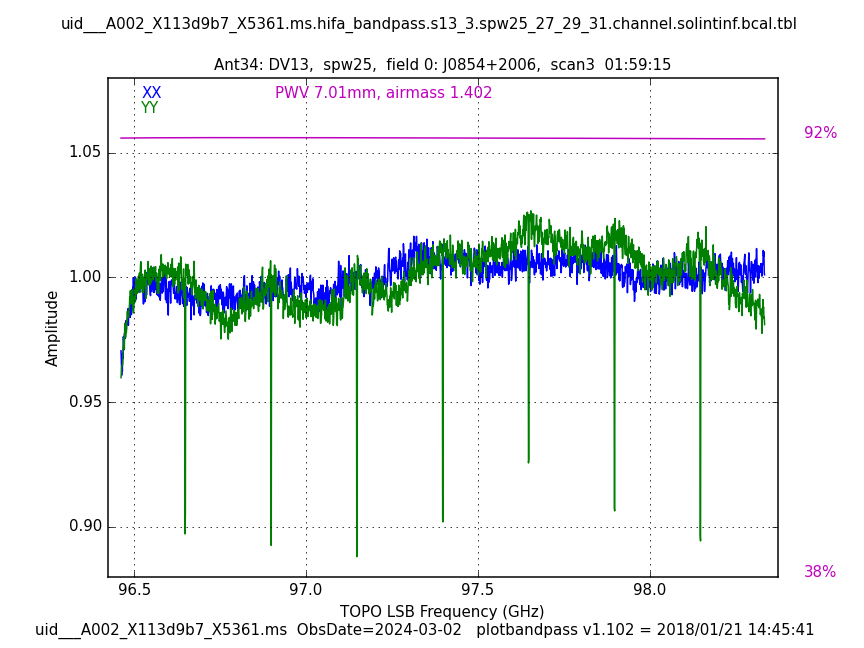 uid___A002_X113d9b7_X5361.ms.hifa_bandpass.s13_3.spw25_27_29_31.channel.solintinf.bcal.tbl
Ant34: DV13,  spw25,  field 0: J0854+2006,  scan3  01:59:15
XX
PWV 7.01mm, airmass 1.402
YY
92%
1.05
1.00
Amplitude
0.95
0.90
38%
96.5 97.0 97.5 98.0
TOPO LSB Frequency (GHz)
uid___A002_X113d9b7_X5361.ms  ObsDate=2024-03-02   plotbandpass v1.102 = 2018/01/21 14:45:41